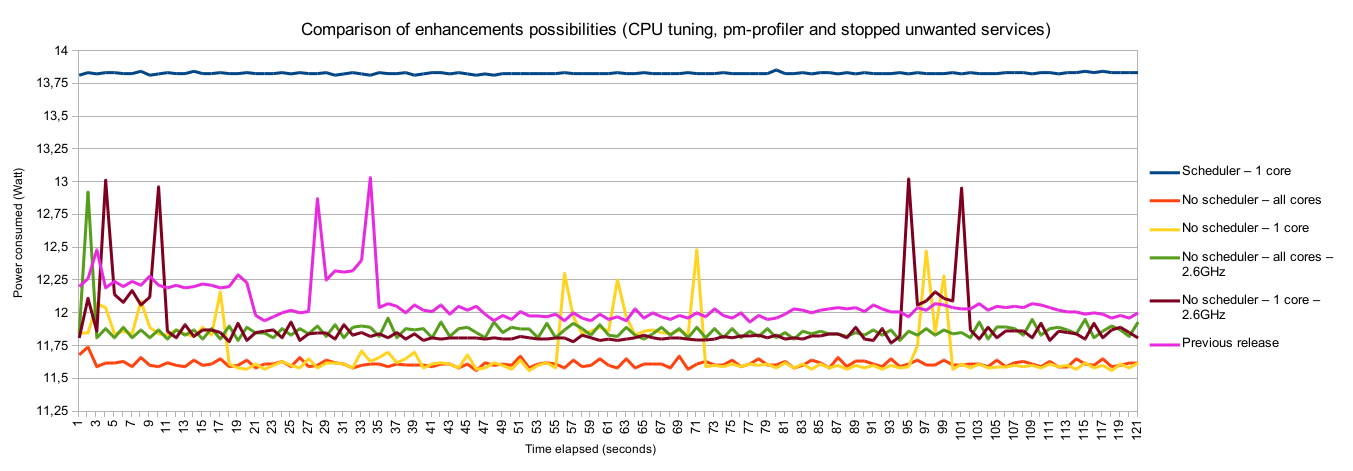 Comparison of enhancements possibilities (CPU tuning, pm-profiler and stopped unwanted services)
Power consumed (Watt)
14
13,75
13,5
13,25
13
12,75
12,5
12,25
12
11,75
11,5
11,25
1 3 5 7 9 11 13 15 17 19 21 23 25 27 29 31 33 35 37 39 41 43 45 47 49 51 53 55 57 59 61 63 65 67 69 71 73 75 77 79 81 83 85 87 89 91 93 95 97 99 101 103 105 107 109 111 113 115 117 119 121
Time elapsed (seconds)
Scheduler – 1 core
No scheduler – all cores
No scheduler – 1 core
No scheduler – all cores –
2.6GHz
No scheduler – 1 core –
2.6GHz
Previous release